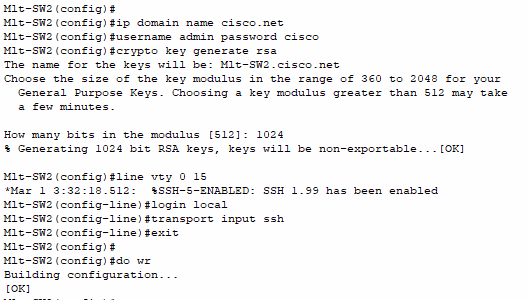 Mlt-SW2(config)#
Mlt-SW2(config)#ip domain name cisco.net
Mlt-SW2(config)#username admin password cisco
Mlt-SW2(config)#crypto key generate rsa
The name for the keys will be: Mlt-SW2.cisco.net
Choose the size of the key modulus in the range of 360 to 2048 for your
  General Purpose Keys. Choosing a key modulus greater than 512 may take
  a few minutes.

How many bits in the modulus [512]: 1024
% Generating 1024 bit RSA keys, keys will be non-exportable...[OK]

Mlt-SW2(config)#line vty 0 15
*Mar 1 3:32:18.512:  %SSH-5-ENABLED: SSH 1.99 has been enabled
Mlt-SW2(config-line)#login local
Mlt-SW2(config-line)#transport input ssh
Mlt-SW2(config-line)#exit
Mlt-SW2(config)#
Mlt-SW2(config)#do wr
Building configuration...
[OK]